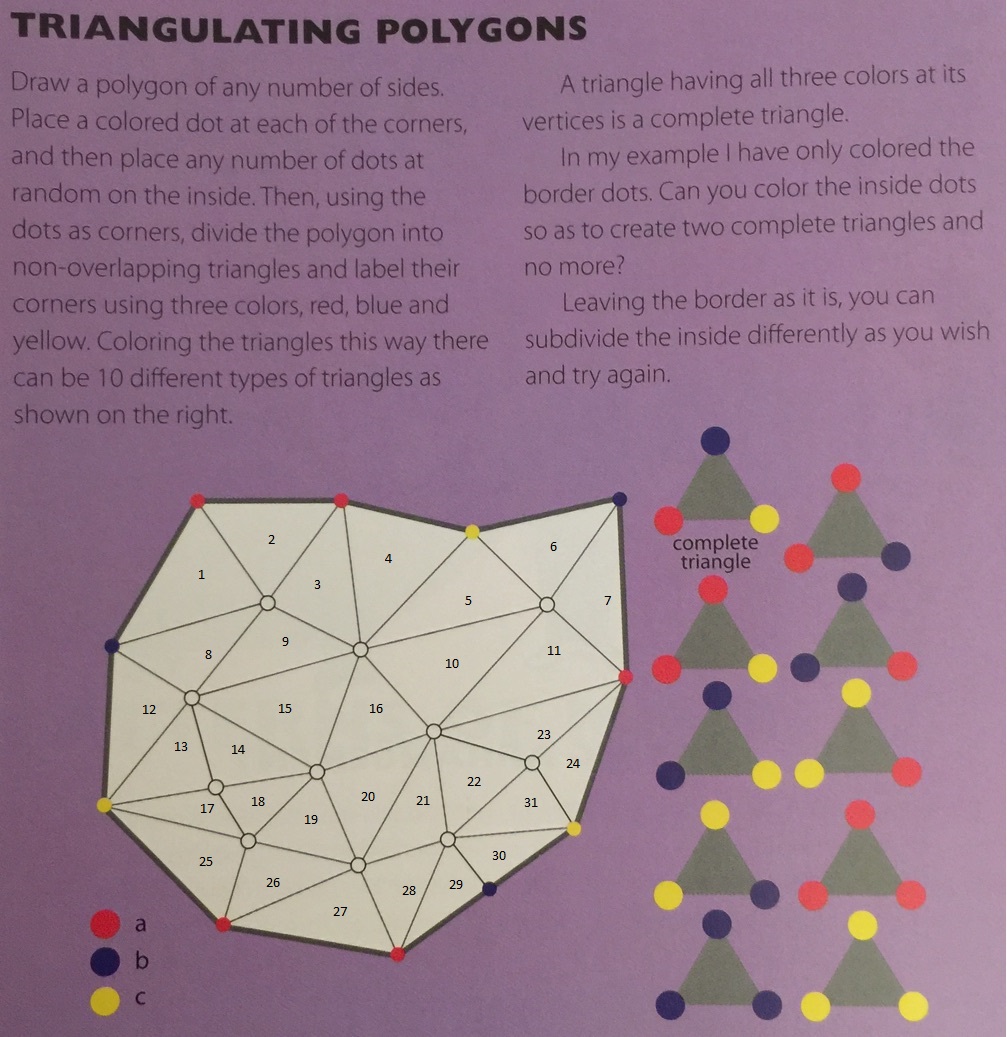 TRIANGULATING POLYGONS
Draw a polygon of any number of sides.
Place a colored dot at each of the corners,
and then place any number of dots at
random on the inside. Then, using the
dots as corners, divide the polygon into
non-overlapping triangles and label their
corners using three colors, red, blue and
yellow. Coloring the triangles this way there
can be 10 different types of triangles as
shown on the right.
A triangle having all three colors at its
vertices is a complete triangle.
In my example I have only colored the
border dots. Can you color the inside dots
so as to create two complete triangles and
no more?
Leaving the border as it is, you can
subdivide the inside differently as you wish
and try again.
complete
triangle
1
2
3
4
5
6
7
8
9
10
11
12
13
14
15
16
17
18
19
20
21
22
23
24
25
26
27
28
29
30
31
a
b
c